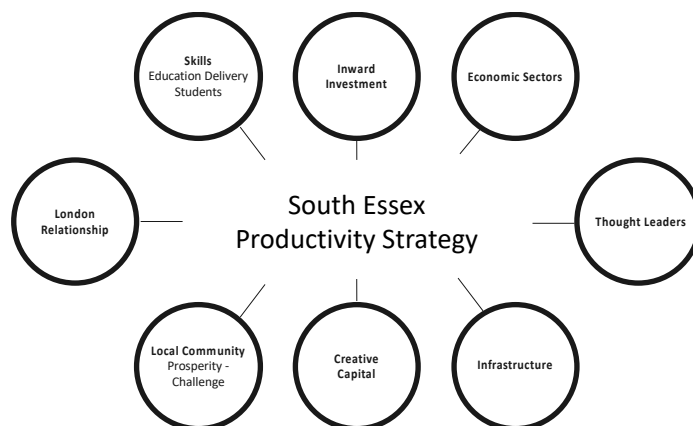 Skills
Education Delivery
Students
Inward
Investment
Economic Sectors
London
Relationship
South Essex
Productivity Strategy
Thought Leaders
Local Community
Prosperity -
Challenge
Creative
Capital
Infrastructure